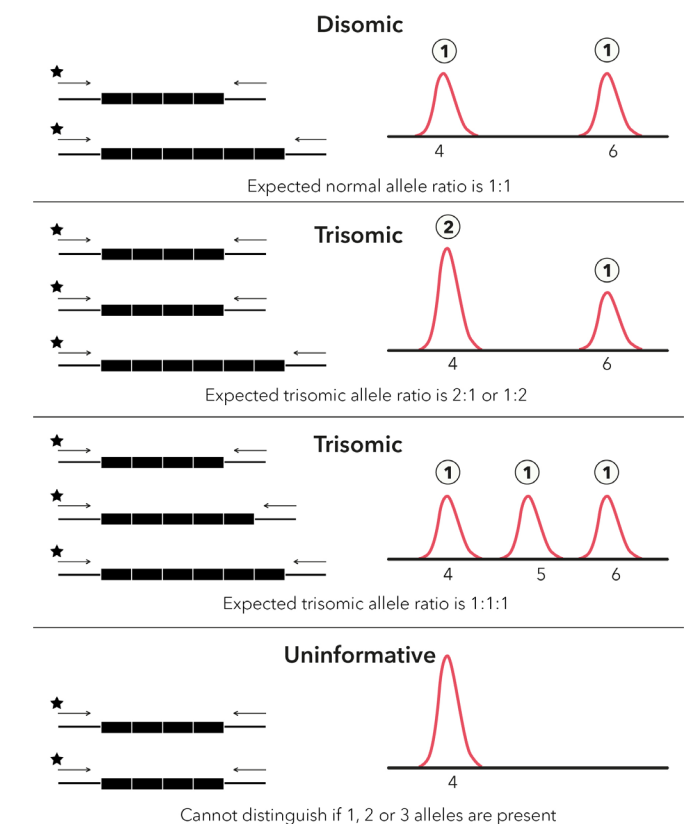 Disomic
1 1
4 6
Expected normal allele ratio is 1:1
Trisomic
2
1
4 6
Expected trisomic allele ratio is 2:1 or 1:2
Trisomic
1 1 1
4 5 6
Expected trisomic allele ratio is 1:1:1
Uninformative
4
Cannot distinguish if 1, 2 or 3 alleles are present